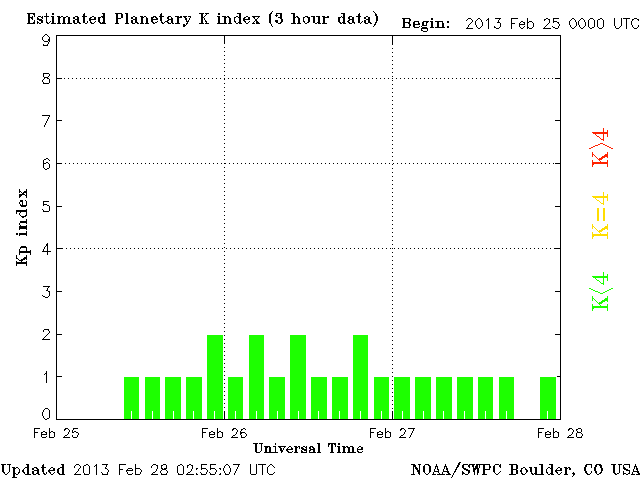 Estimated Planetary K index (3 hour data) Begin: 2013 Feb 25 0000 UTC
9
8
7
6
5
4
3
2
1
0
Kp index
K>4
K=4
K<4
Feb 25 Feb 26 Feb 27 Feb 28
Universal Time
Updated 2013 Feb 28 02:55:07 UTC NOAA/SWPC Boulder, CO USA